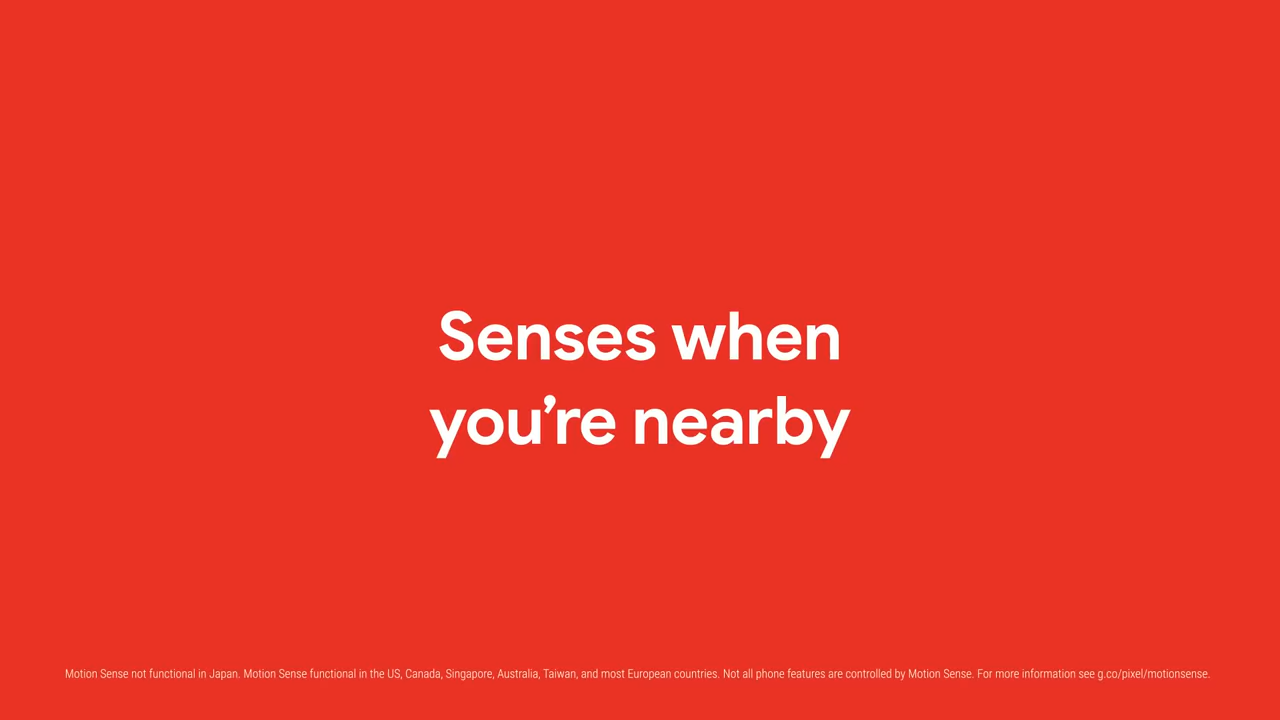 Senses when
you’re nearby
Motion Sense not functional in Japan. Motion Sense functional in the US, Canada, Singapore, Australia, Taiwan, and most European countries. Not all phone features are controlled by Motion Sense. For more information see g.co/pixel/motionsense.